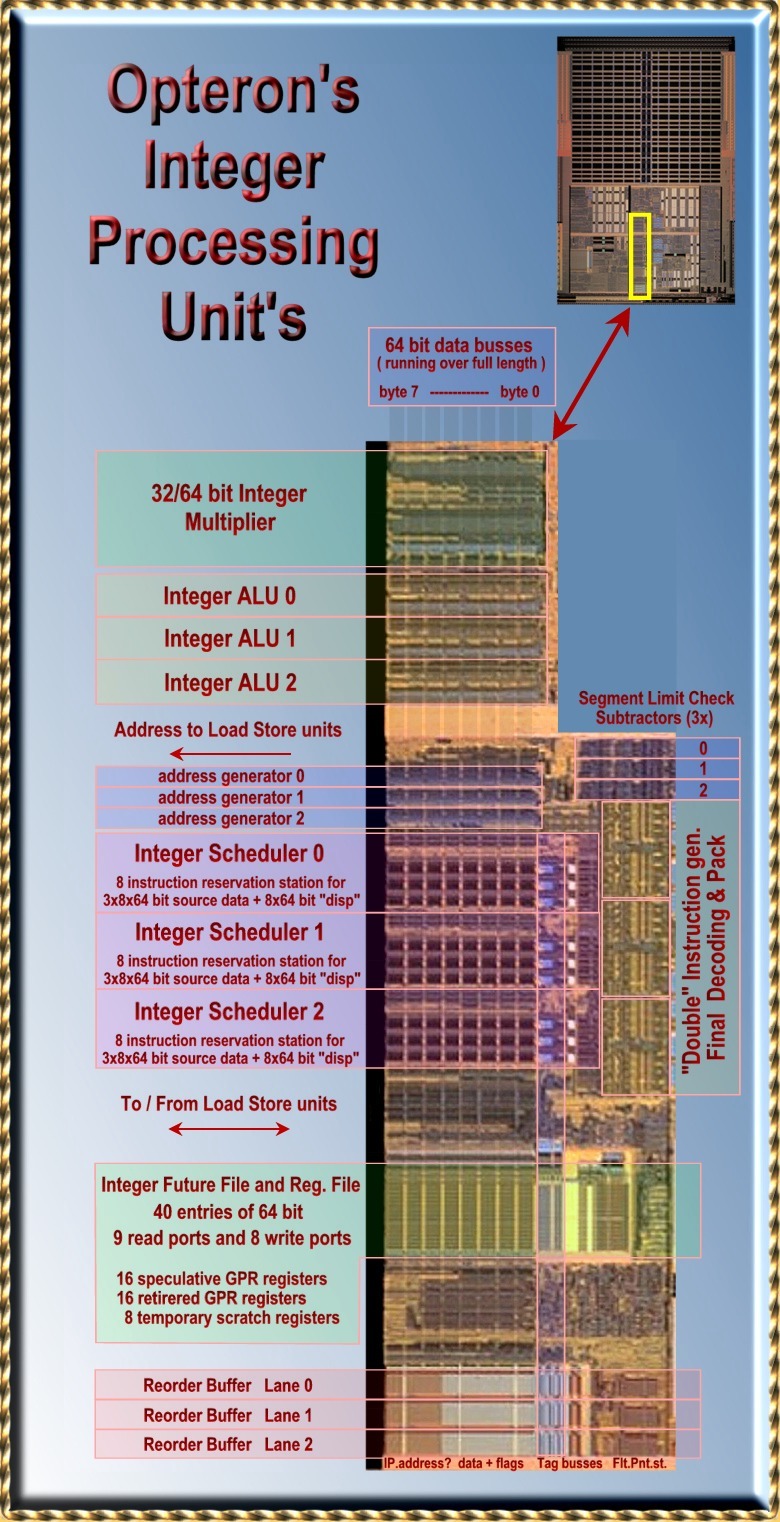 Opteron's
Integer
Processing
Unit's
64 bit data busses
( running over full length )
byte 7 ------------- byte 0
32/64 bit Integer
Multiplier
Integer ALU 0
Integer ALU 1
Integer ALU 2
Segment Limit Check
Subtractors (3x)
0
1
2
Address to Load Store units
address generator 0
address generator 1
address generator 2
Integer Scheduler 0
8 instruction reservation station for
3x8x64 bit source data + 8x64 bit "disp"
Integer Scheduler 1
8 instruction reservation station for
3x8x64 bit source data + 8x64 bit "disp"
Integer Scheduler 2
8 instruction reservation station for
3x8x64 bit source data + 8x64 bit "disp"
"Double" Instruction gen.
Final Decoding & Pack
To / From Load Store units
Integer Future File and Reg. File
40 entries of 64 bit
9 read ports and 8 write ports
16 speculative GPR registers
16 retirered GPR registers
8 temporary scratch registers
Reorder Buffer Lane 0
Reorder Buffer Lane 1
Reorder Buffer Lane 2
IP.address? data + flags Tag busses Flt.Pnt.st.